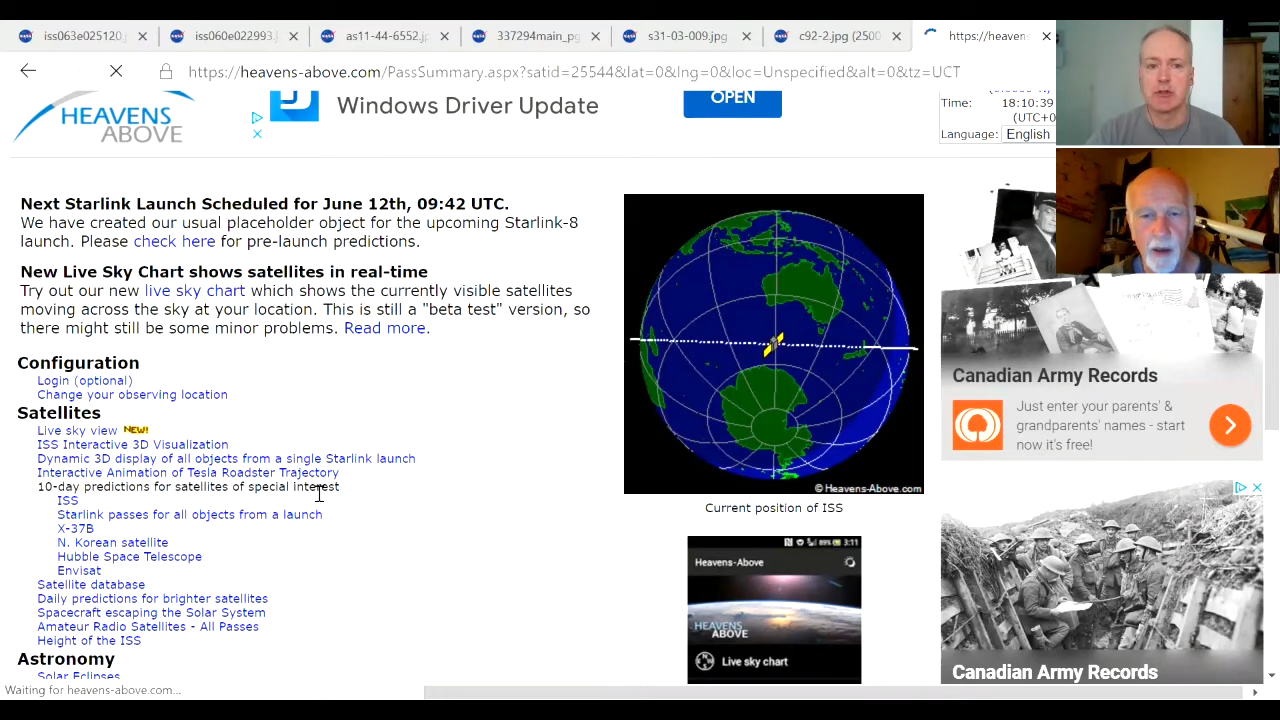 iss063e025120.j
iss060e022993.j
as11-44-6552.jp
337294main_pg
s31-03-009.jpg
c92-2.jpg (2500
https://heavens
https://heavens-above.com/PassSummary.aspx?satid=25544&lat=0&lng=0&loc=Unspecified&alt=0&tz=UCT
HEAVENS
ABOVE
Windows Driver Update
OPEN
Time: 18:10:39
(UTC+0
Language: English
Next Starlink Launch Scheduled for June 12th, 09:42 UTC.
We have created our usual placeholder object for the upcoming Starlink-8
launch. Please check here for pre-launch predictions.
New Live Sky Chart shows satellites in real-time
Try out our new live sky chart which shows the currently visible satellites
moving across the sky at your location. This is still a "beta test" version, so
there might still be some minor problems. Read more.
Configuration
Login (optional)
Change your observing location
Satellites
Live sky view NEW!
ISS Interactive 3D Visualization
Dynamic 3D display of all objects from a single Starlink launch
Interactive Animation of Tesla Roadster Trajectory
10-day predictions for satellites of special interest
ISS
Starlink passes for all objects from a launch
X-37B
N. Korean satellite
Hubble Space Telescope
Envisat
Satellite database
Daily predictions for brighter satellites
Spacecraft escaping the Solar System
Amateur Radio Satellites - All Passes
Height of the ISS
Astronomy
Solar Eclipses
Waiting for heavens-above.com...
© Heavens-Above.com
Current position of ISS
89% 3:11
Heavens-Above
HEAVENS
ABOVE
Live sky chart
Canadian Army Records
Just enter your parents' &
grandparents' names - start
now it's free!
Canadian Army Records